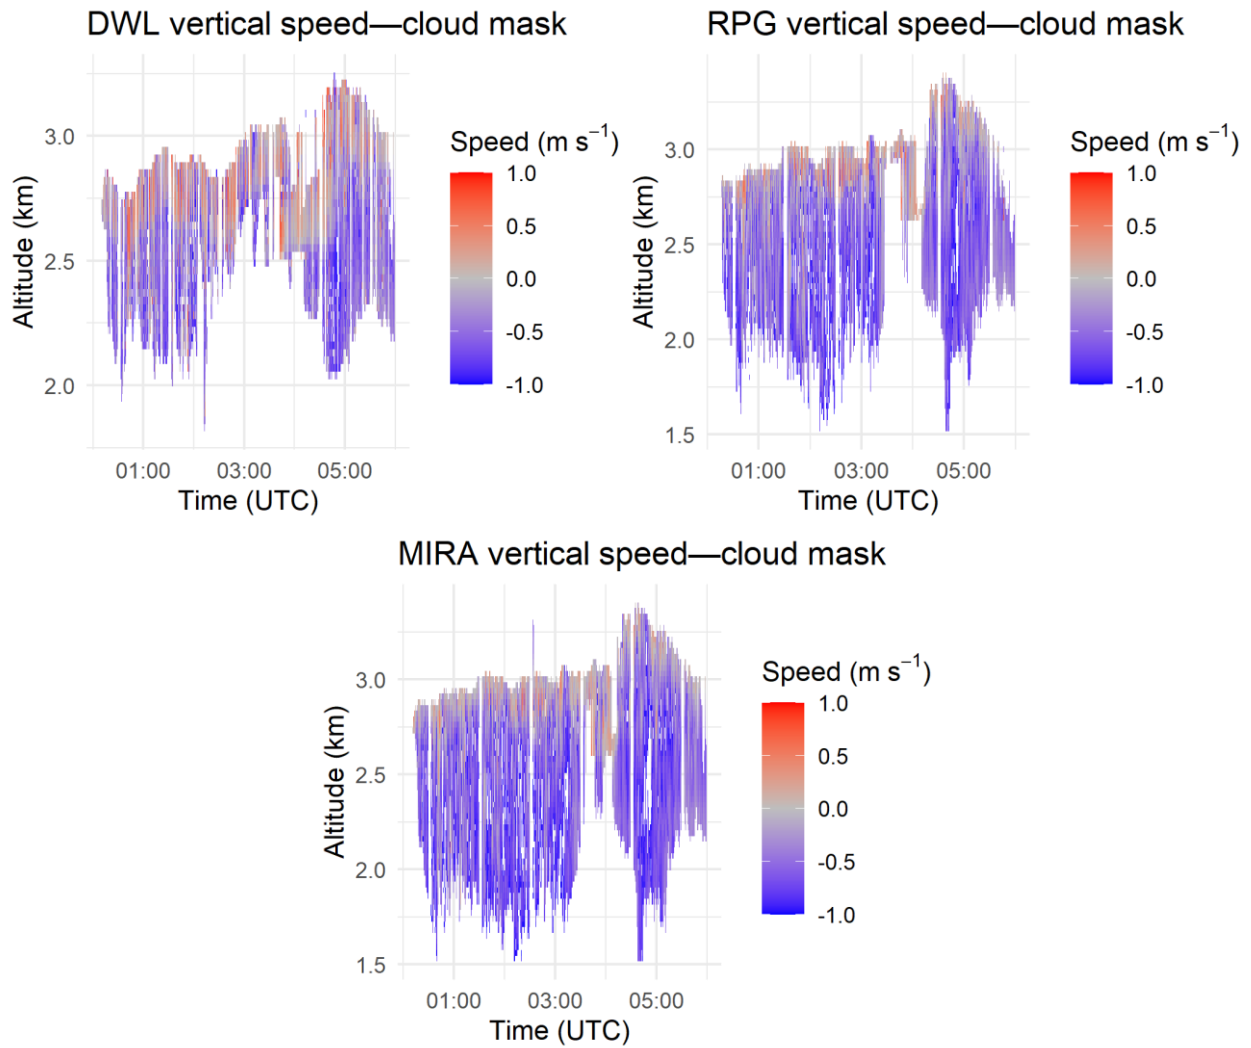 DWL vertical speed—cloud mask
Altitude (km)
3.0
2.5
2.0
01:00 03:00 05:00
Time (UTC)
Speed (m s⁻¹)
1.0
0.5
0.0
-0.5
-1.0
RPG vertical speed—cloud mask
Altitude (km)
3.0
2.5
2.0
1.5
01:00 03:00 05:00
Time (UTC)
Speed (m s⁻¹)
1.0
0.5
0.0
-0.5
-1.0
MIRA vertical speed—cloud mask
Altitude (km)
3.0
2.5
2.0
1.5
01:00 03:00 05:00
Time (UTC)
Speed (m s⁻¹)
1.0
0.5
0.0
-0.5
-1.0